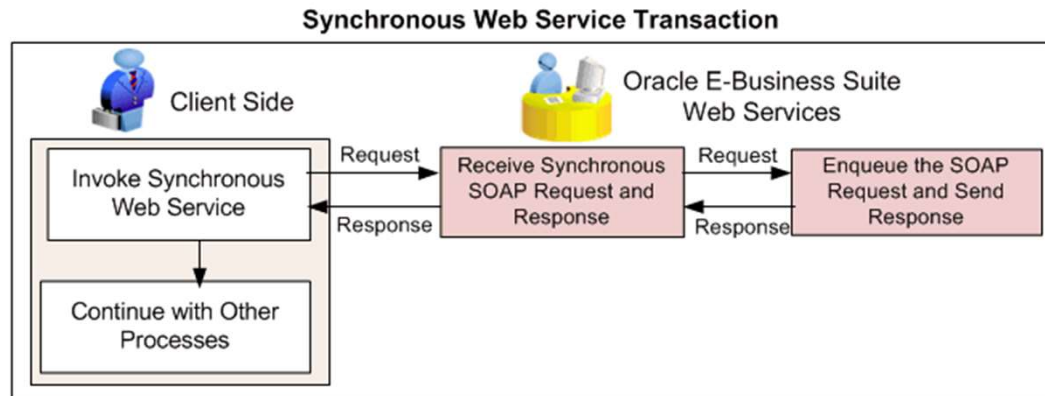 Synchronous Web Service Transaction
Client Side
Oracle E-Business Suite
Web Services
Invoke Synchronous
Web Service
Request
Response
Receive Synchronous
SOAP Request and
Response
Request
Response
Enqueue the SOAP
Request and Send
Response
Continue with Other
Processes